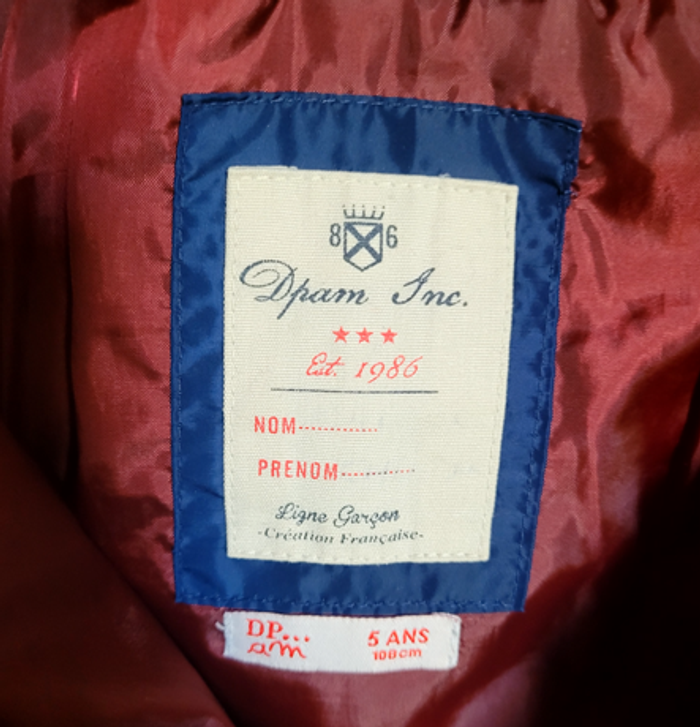 8 6
Dpam Inc.
Est. 1986
NOM.............
PRENOM.............
Ligne Garçon
-Création Française-
DP... 5 ANS
am 108cm